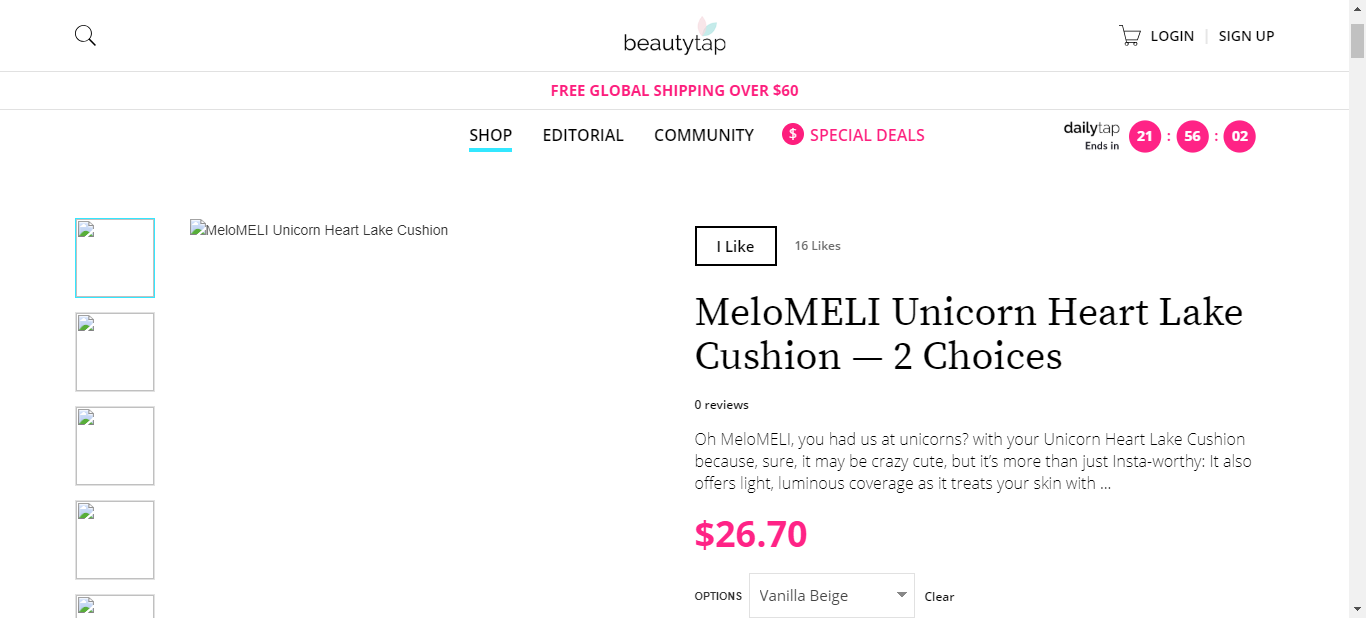 beautytap
LOGIN | SIGN UP
FREE GLOBAL SHIPPING OVER $60
SHOP EDITORIAL COMMUNITY $ SPECIAL DEALS
dailytap
Ends in
21 : 56 : 02
MeloMELI Unicorn Heart Lake Cushion
I Like 16 Likes
MeloMELI Unicorn Heart Lake
Cushion — 2 Choices
0 reviews
Oh MeloMELI, you had us at unicorns? with your Unicorn Heart Lake Cushion
because, sure, it may be crazy cute, but it’s more than just Insta-worthy: It also
offers light, luminous coverage as it treats your skin with ...
$26.70
OPTIONS Vanilla Beige Clear